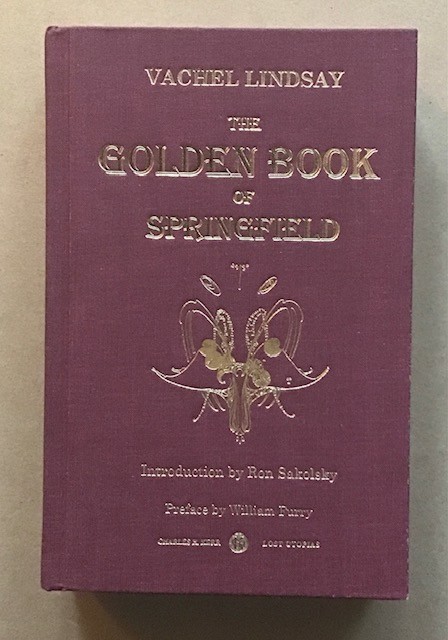 VACHEL LINDSAY
THE
GOLDEN BOOK
OF
SPRINGFIELD
Introduction by Ron Sakolsky
Preface by William Furry
CHARLES H. KERR LOST UTOPIAS